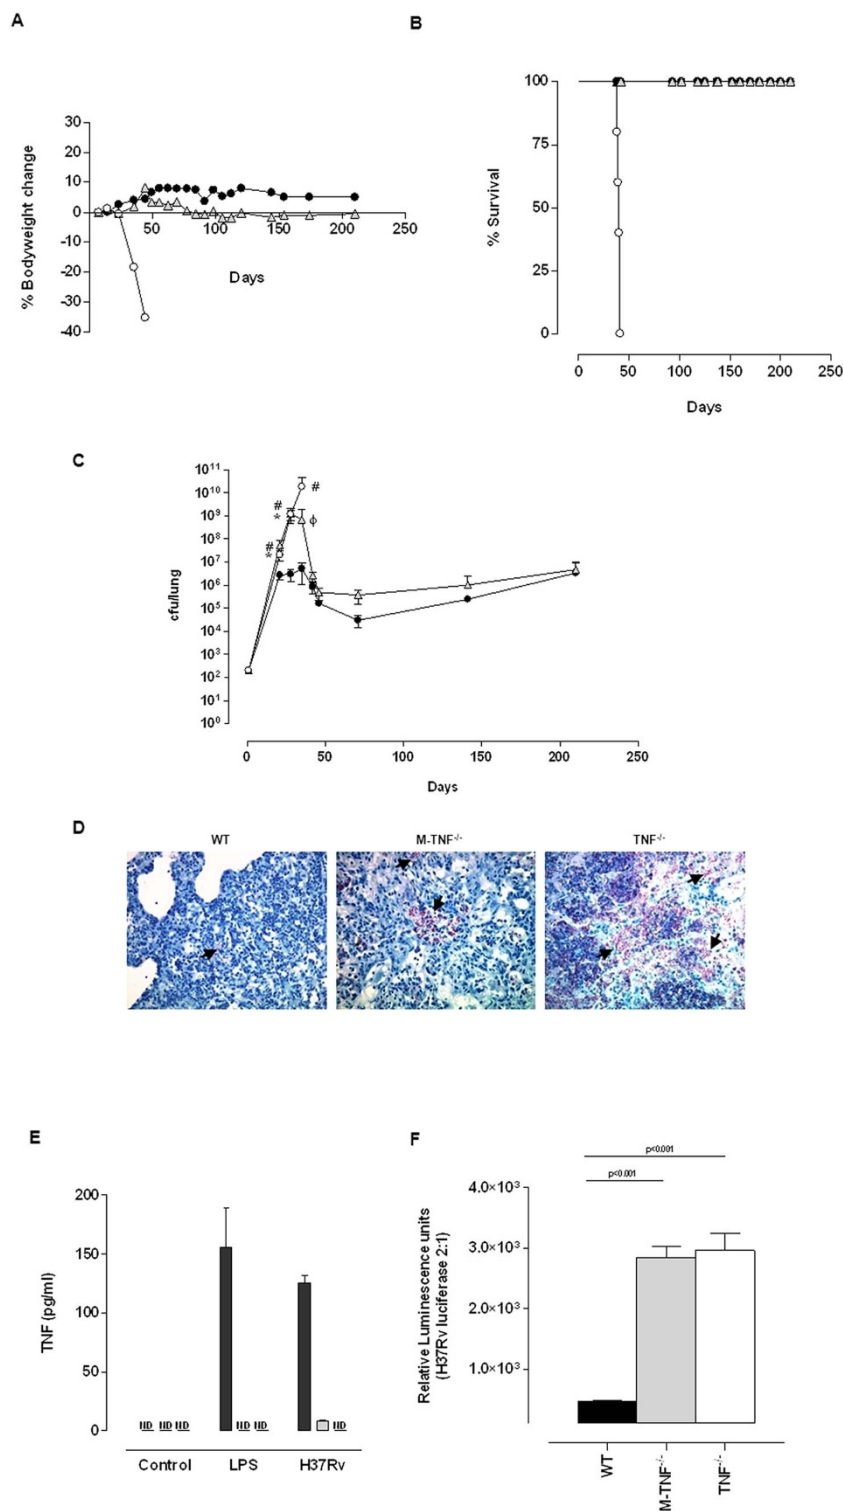 A
30
20
10
0
-10
-20
-30
-40
% Bodyweight change
50
100
150
200
250
Days
B
100
75
50
25
0
% Survival
0
50
100
150
200
250
Days
C
10¹¹
10¹⁰
10⁹
10⁸
10⁷
10⁶
10⁵
10⁴
10³
10²
10¹
10⁰
cfu/lung
#
#
*
ϕ
#
*
0
50
100
150
200
250
Days
D
WT
M-TNF⁻/⁻
TNF⁻/⁻
E
200
150
100
50
0
TNF (pg/ml)
ND ND ND
ND ND
ND
Control
LPS
H37Rv
F
p<0.001
p<0.001
4.0×10³
3.0×10³
2.0×10³
1.0×10³
Relative Luminescence units
(H37Rv luciferase 2:1)
WT
M-TNF⁻/⁻
TNF⁻/⁻